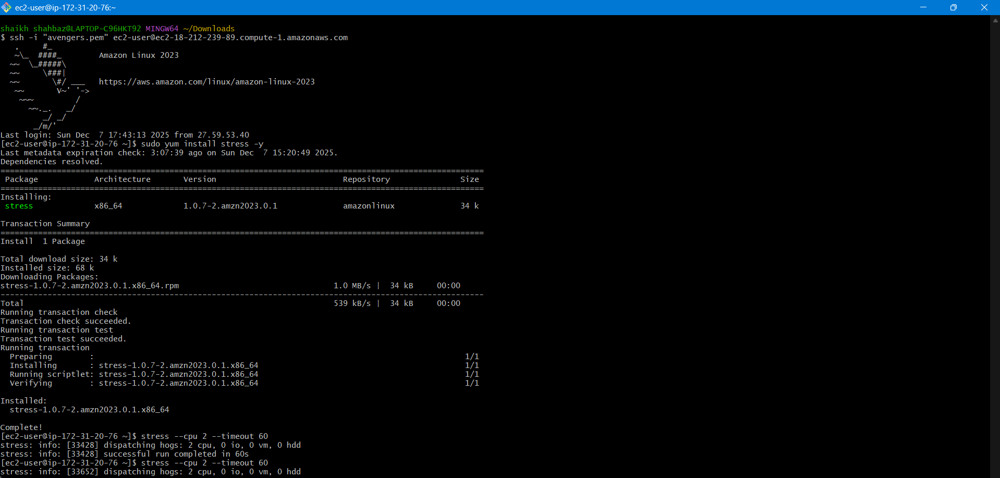 ec2-user@ip-172-31-20-76:~
shaikh shahbaz@LAPTOP-C96HKT92 MINGW64 ~/Downloads
$ ssh -i "avengers.pem" ec2-user@ec2-18-212-239-89.compute-1.amazonaws.com
   ,     #_
   ~\_  ####_        Amazon Linux 2023
  ~~  \_#####\
  ~~     \###|
  ~~       \#/ ___   https://aws.amazon.com/linux/amazon-linux-2023
   ~~       V~' '->
    ~~~         /
      ~~._.   _/
         _/ _/
       _/m/'
Last login: Sun Dec  7 17:43:13 2025 from 27.59.53.40
[ec2-user@ip-172-31-20-76 ~]$ sudo yum install stress -y
Last metadata expiration check: 3:07:39 ago on Sun Dec  7 15:20:49 2025.
Dependencies resolved.
=======================================================================================================
 Package            Architecture       Version                           Repository               Size
=======================================================================================================
Installing:
 stress             x86_64             1.0.7-2.amzn2023.0.1              amazonlinux              34 k

Transaction Summary
=======================================================================================================
Install  1 Package

Total download size: 34 k
Installed size: 68 k
Downloading Packages:
stress-1.0.7-2.amzn2023.0.1.x86_64.rpm                                 1.0 MB/s |  34 kB     00:00
-------------------------------------------------------------------------------------------------------
Total                                                                  539 kB/s |  34 kB     00:00
Running transaction check
Transaction check succeeded.
Running transaction test
Transaction test succeeded.
Running transaction
  Preparing        :                                                                               1/1
  Installing       : stress-1.0.7-2.amzn2023.0.1.x86_64                                            1/1
  Running scriptlet: stress-1.0.7-2.amzn2023.0.1.x86_64                                            1/1
  Verifying        : stress-1.0.7-2.amzn2023.0.1.x86_64                                            1/1

Installed:
  stress-1.0.7-2.amzn2023.0.1.x86_64

Complete!
[ec2-user@ip-172-31-20-76 ~]$ stress --cpu 2 --timeout 60
stress: info: [33428] dispatching hogs: 2 cpu, 0 io, 0 vm, 0 hdd
stress: info: [33428] successful run completed in 60s
[ec2-user@ip-172-31-20-76 ~]$ stress --cpu 2 --timeout 60
stress: info: [33652] dispatching hogs: 2 cpu, 0 io, 0 vm, 0 hdd